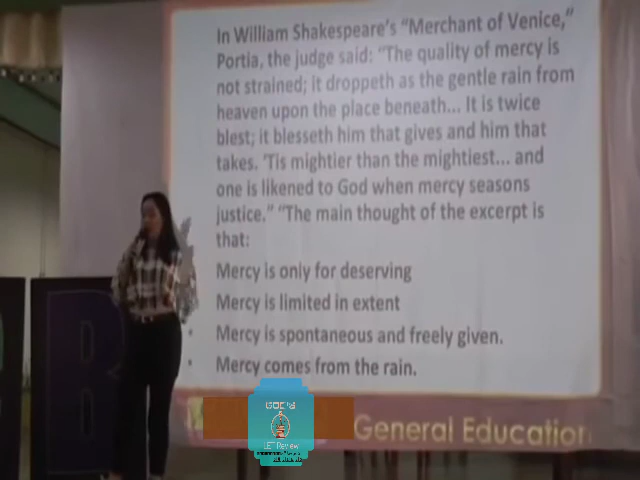 In William Shakespeare's "Merchant of Venice,"
Portia, the judge said: "The quality of mercy is
not strained; it droppeth as the gentle rain from
heaven upon the place beneath... It is twice
blest; it blesseth him that gives and him that
takes. 'Tis mightier than the mightiest... and
one is likened to God when mercy seasons
justice." "The main thought of the excerpt is
that:
Mercy is only for deserving
Mercy is limited in extent
• Mercy is spontaneous and freely given.
• Mercy comes from the rain.
B
LET Review
General Education